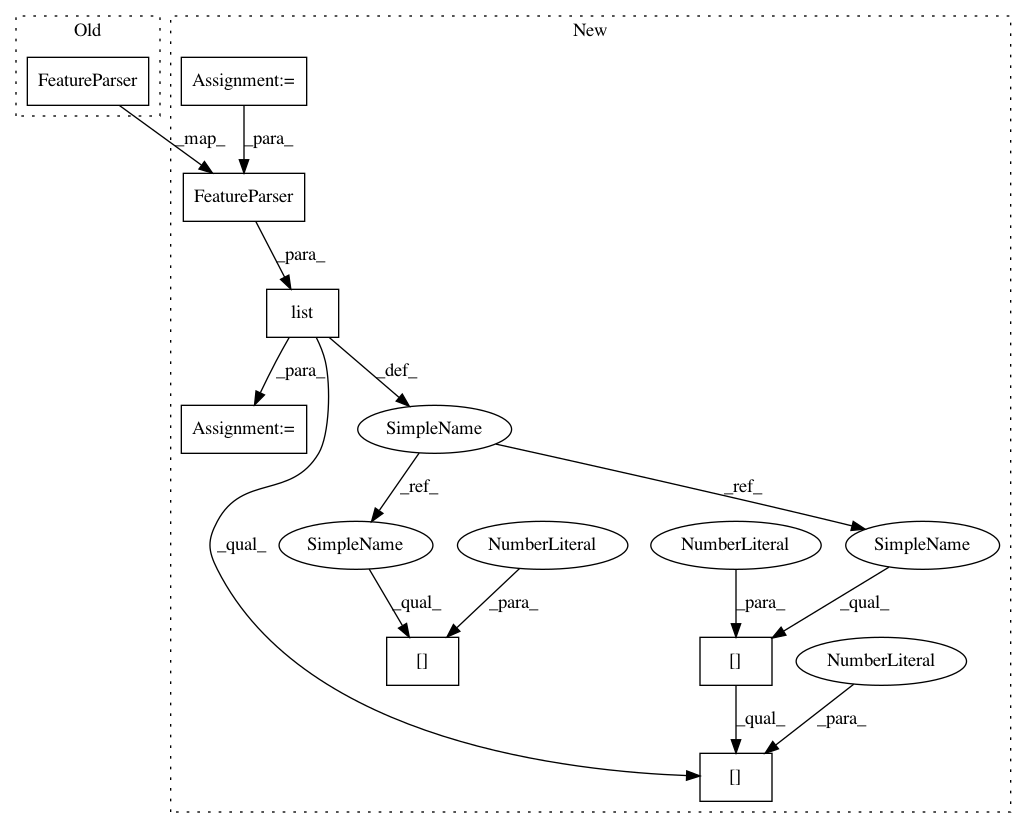 Old
New
FeatureParser
Assignment:=
_map_
_para_
FeatureParser
_para_
list
_para_
_def_
Assignment:=
SimpleName
_ref_
_ref_
_qual_
SimpleName
NumberLiteral
NumberLiteral
SimpleName
_qual_
_para_
_para_
_qual_
[]
[]
NumberLiteral
_qual_
_para_
[]